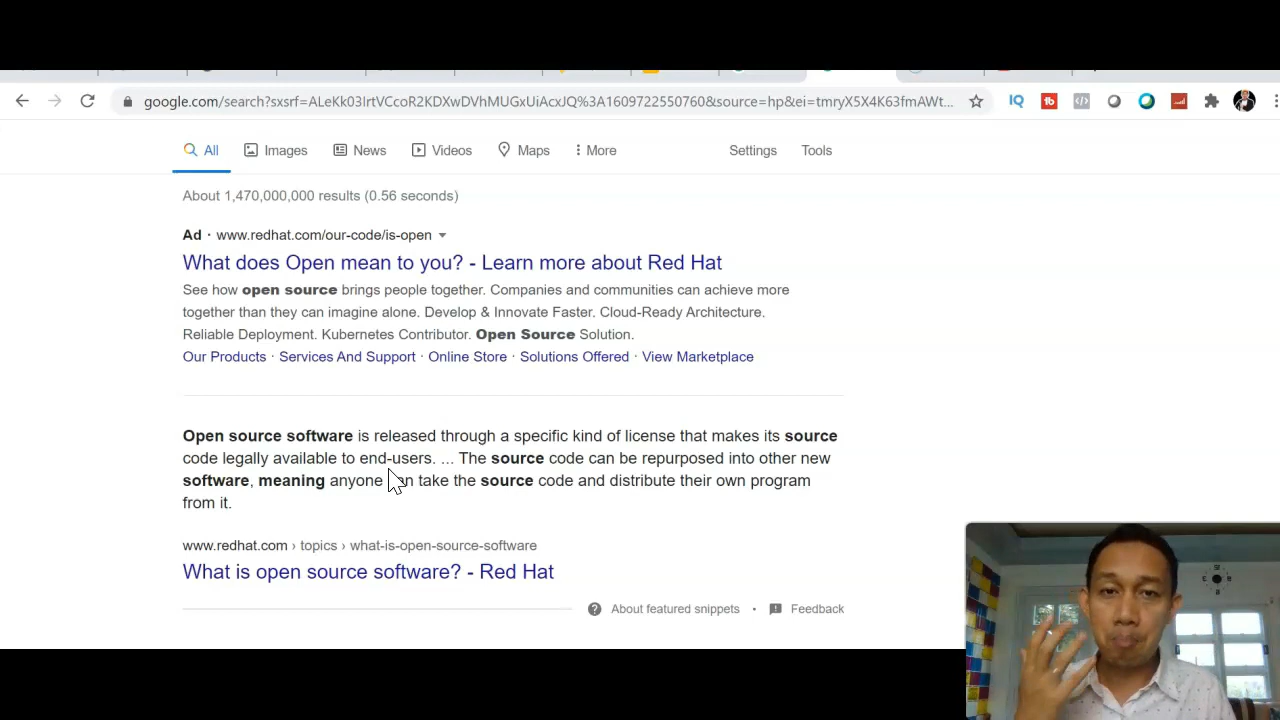 google.com/search?sxsrf=ALeKk03IrtVCcoR2KDXwDVhMUGxUiAcxJQ%3A1609722550760&source=hp&ei=tmryX5X4K63fmAWt...
All Images News Videos Maps More Settings Tools
About 1,470,000,000 results (0.56 seconds)
Ad · www.redhat.com/our-code/is-open
What does Open mean to you? - Learn more about Red Hat
See how open source brings people together. Companies and communities can achieve more
together than they can imagine alone. Develop & Innovate Faster. Cloud-Ready Architecture.
Reliable Deployment. Kubernetes Contributor. Open Source Solution.
Our Products · Services And Support · Online Store · Solutions Offered · View Marketplace
Open source software is released through a specific kind of license that makes its source
code legally available to end-users. ... The source code can be repurposed into other new
software, meaning anyone can take the source code and distribute their own program
from it.
www.redhat.com › topics › what-is-open-source-software
What is open source software? - Red Hat
About featured snippets · Feedback